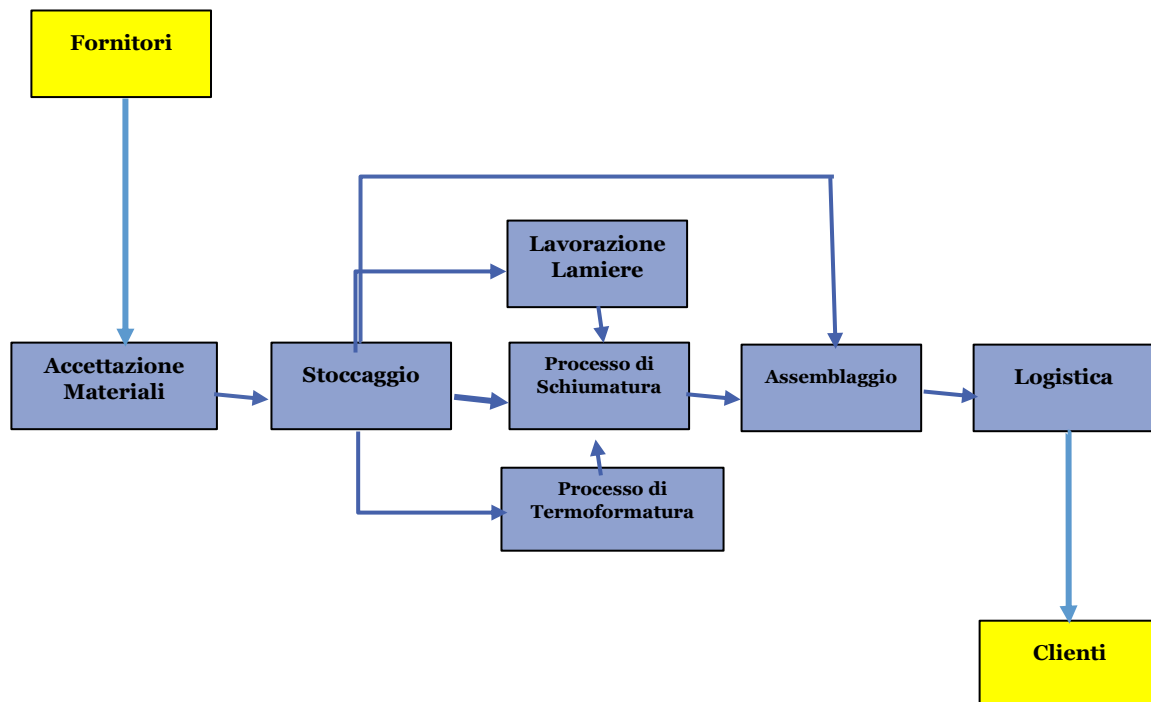 Fornitori
Lavorazione
Lamiere
Accettazione
Materiali
Stoccaggio
Processo di
Schiumatura
Assemblaggio
Logistica
Processo di
Termoformatura
Clienti